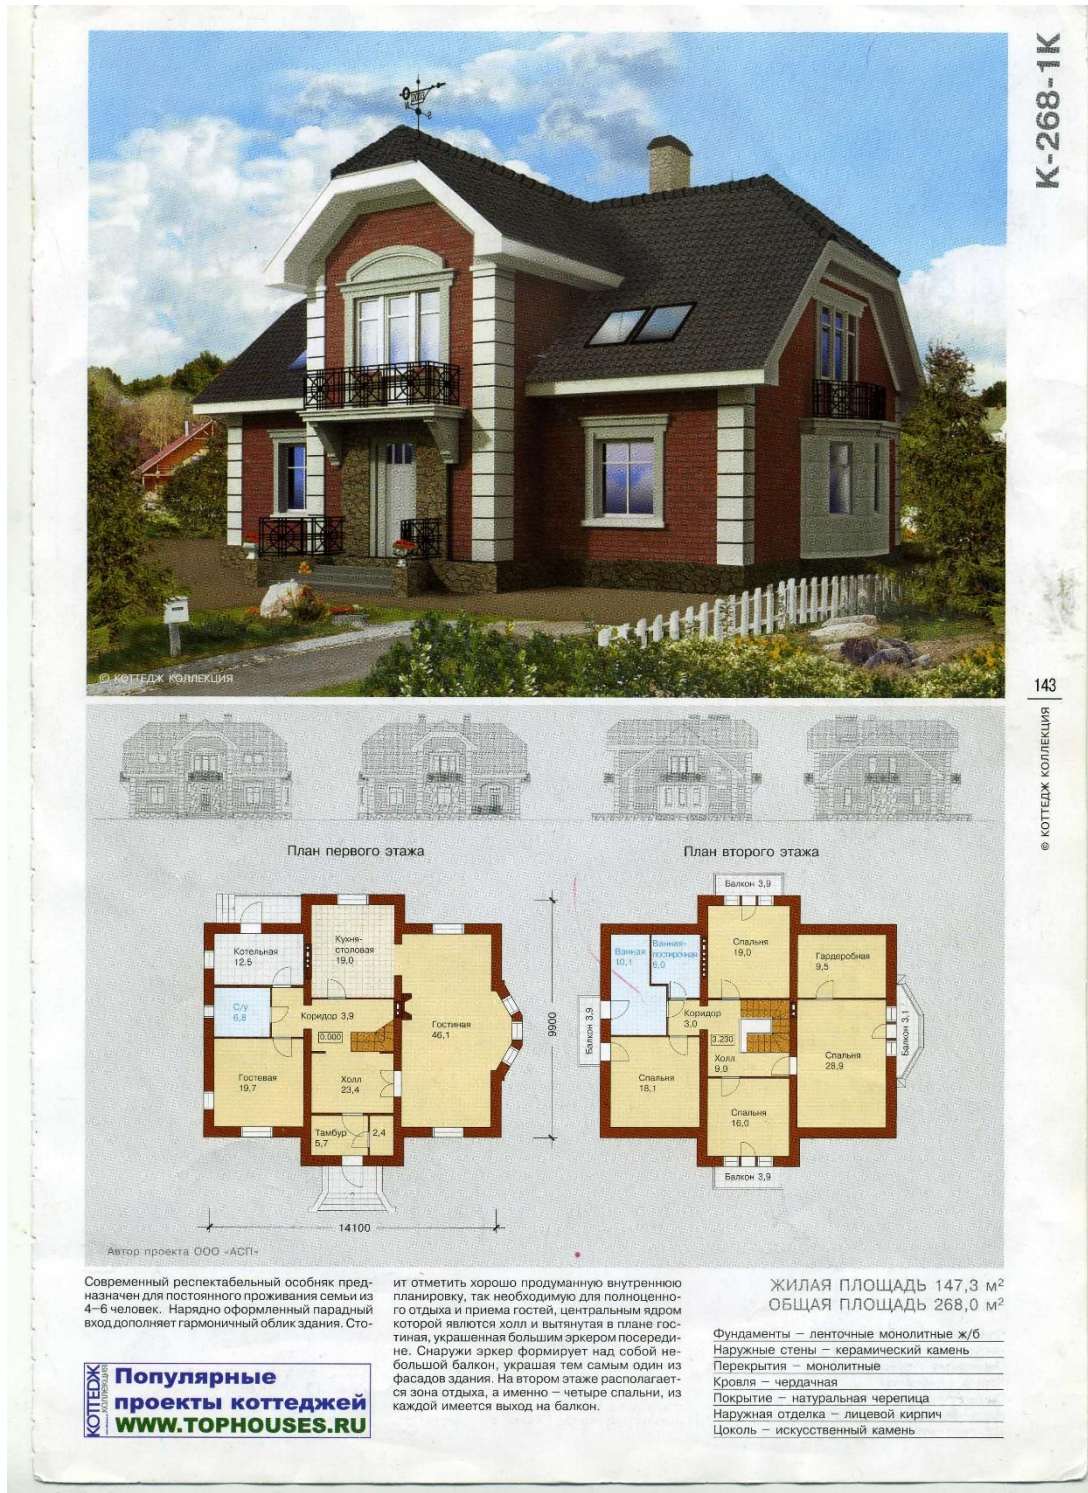 К-268-1К
© КОТТЕДЖ КОЛЛЕКЦИЯ
143
© КОТТЕДЖ КОЛЛЕКЦИЯ
План первого этажа
План второго этажа
Котельная
12.5
Кухня-
столовая
19,0
С/у
6,8
Коридор 3,9
0.000
Гостиная
46,1
Гостевая
19,7
Холл
23,4
Тамбур
5,7
2,4
9900
14100
Балкон 3,9
Ванная
10,1
Ванная-
постирочная
6,0
Спальня
19,0
Гардеробная
9,5
Балкон 3,9
Коридор
3,0
3.230
Холл
9,9
Спальня
28,9
Балкон 3,1
Спальня
18,1
Спальня
16,0
Балкон 3,9
Автор проекта ООО «АСП»
Современный респектабельный особняк пред-
назначен для постоянного проживания семьи из
4–6 человек. Нарядно оформленный парадный
вход дополняет гармоничный облик здания. Сто-
ит отметить хорошо продуманную внутреннюю
планировку, так необходимую для полноценно-
го отдыха и приема гостей, центральным ядром
которой явлются холл и вытянутая в плане гос-
тиная, украшенная большим эркером посереди-
не. Снаружи эркер формирует над собой не-
большой балкон, украшая тем самым один из
фасадов здания. На втором этаже располагает-
ся зона отдыха, а именно – четыре спальни, из
каждой имеется выход на балкон.
ЖИЛАЯ ПЛОЩАДЬ 147,3 м²
ОБЩАЯ ПЛОЩАДЬ 268,0 м²
Фундаменты – ленточные монолитные ж/б
Наружные стены – керамический камень
Перекрытия – монолитные
Кровля – чердачная
Покрытие – натуральная черепица
Наружная отделка – лицевой кирпич
Цоколь – искусственный камень
КОТТЕДЖ
КОЛЛЕКЦИЯ
Популярные
проекты коттеджей
WWW.TOPHOUSES.RU